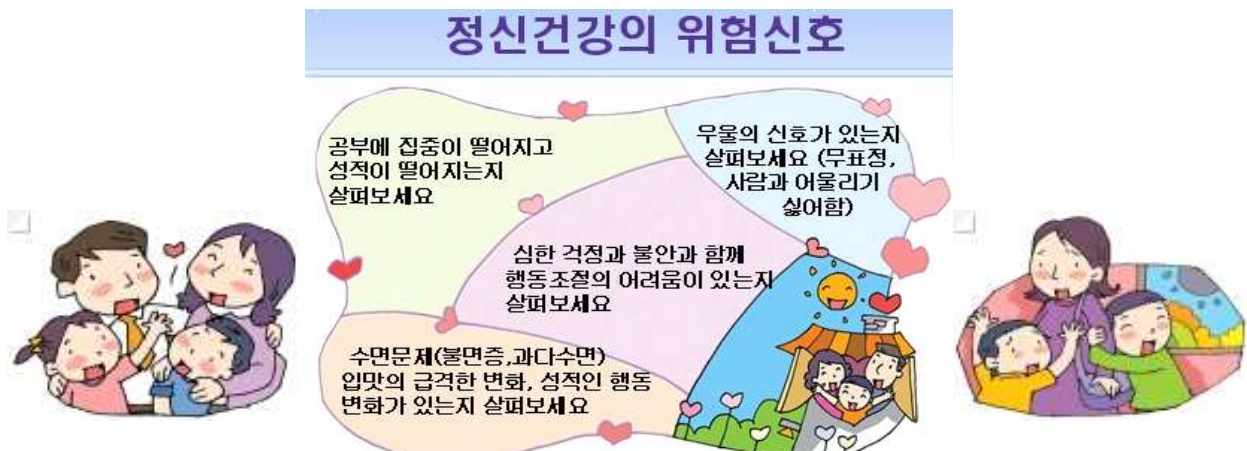 정신건강의 위험신호
공부에 집중이 떨어지고
성적이 떨어지는지
살펴보세요
우울의 신호가 있는지
살펴보세요 (무표정,
사람과 어울리기
싫어함)
심한 걱정과 불안과 함께
행동조절의 어려움이 있는지
살펴보세요
수면문제(불면증,과다수면)
입맛의 급격한 변화, 성적인 행동
변화가 있는지 살펴보세요